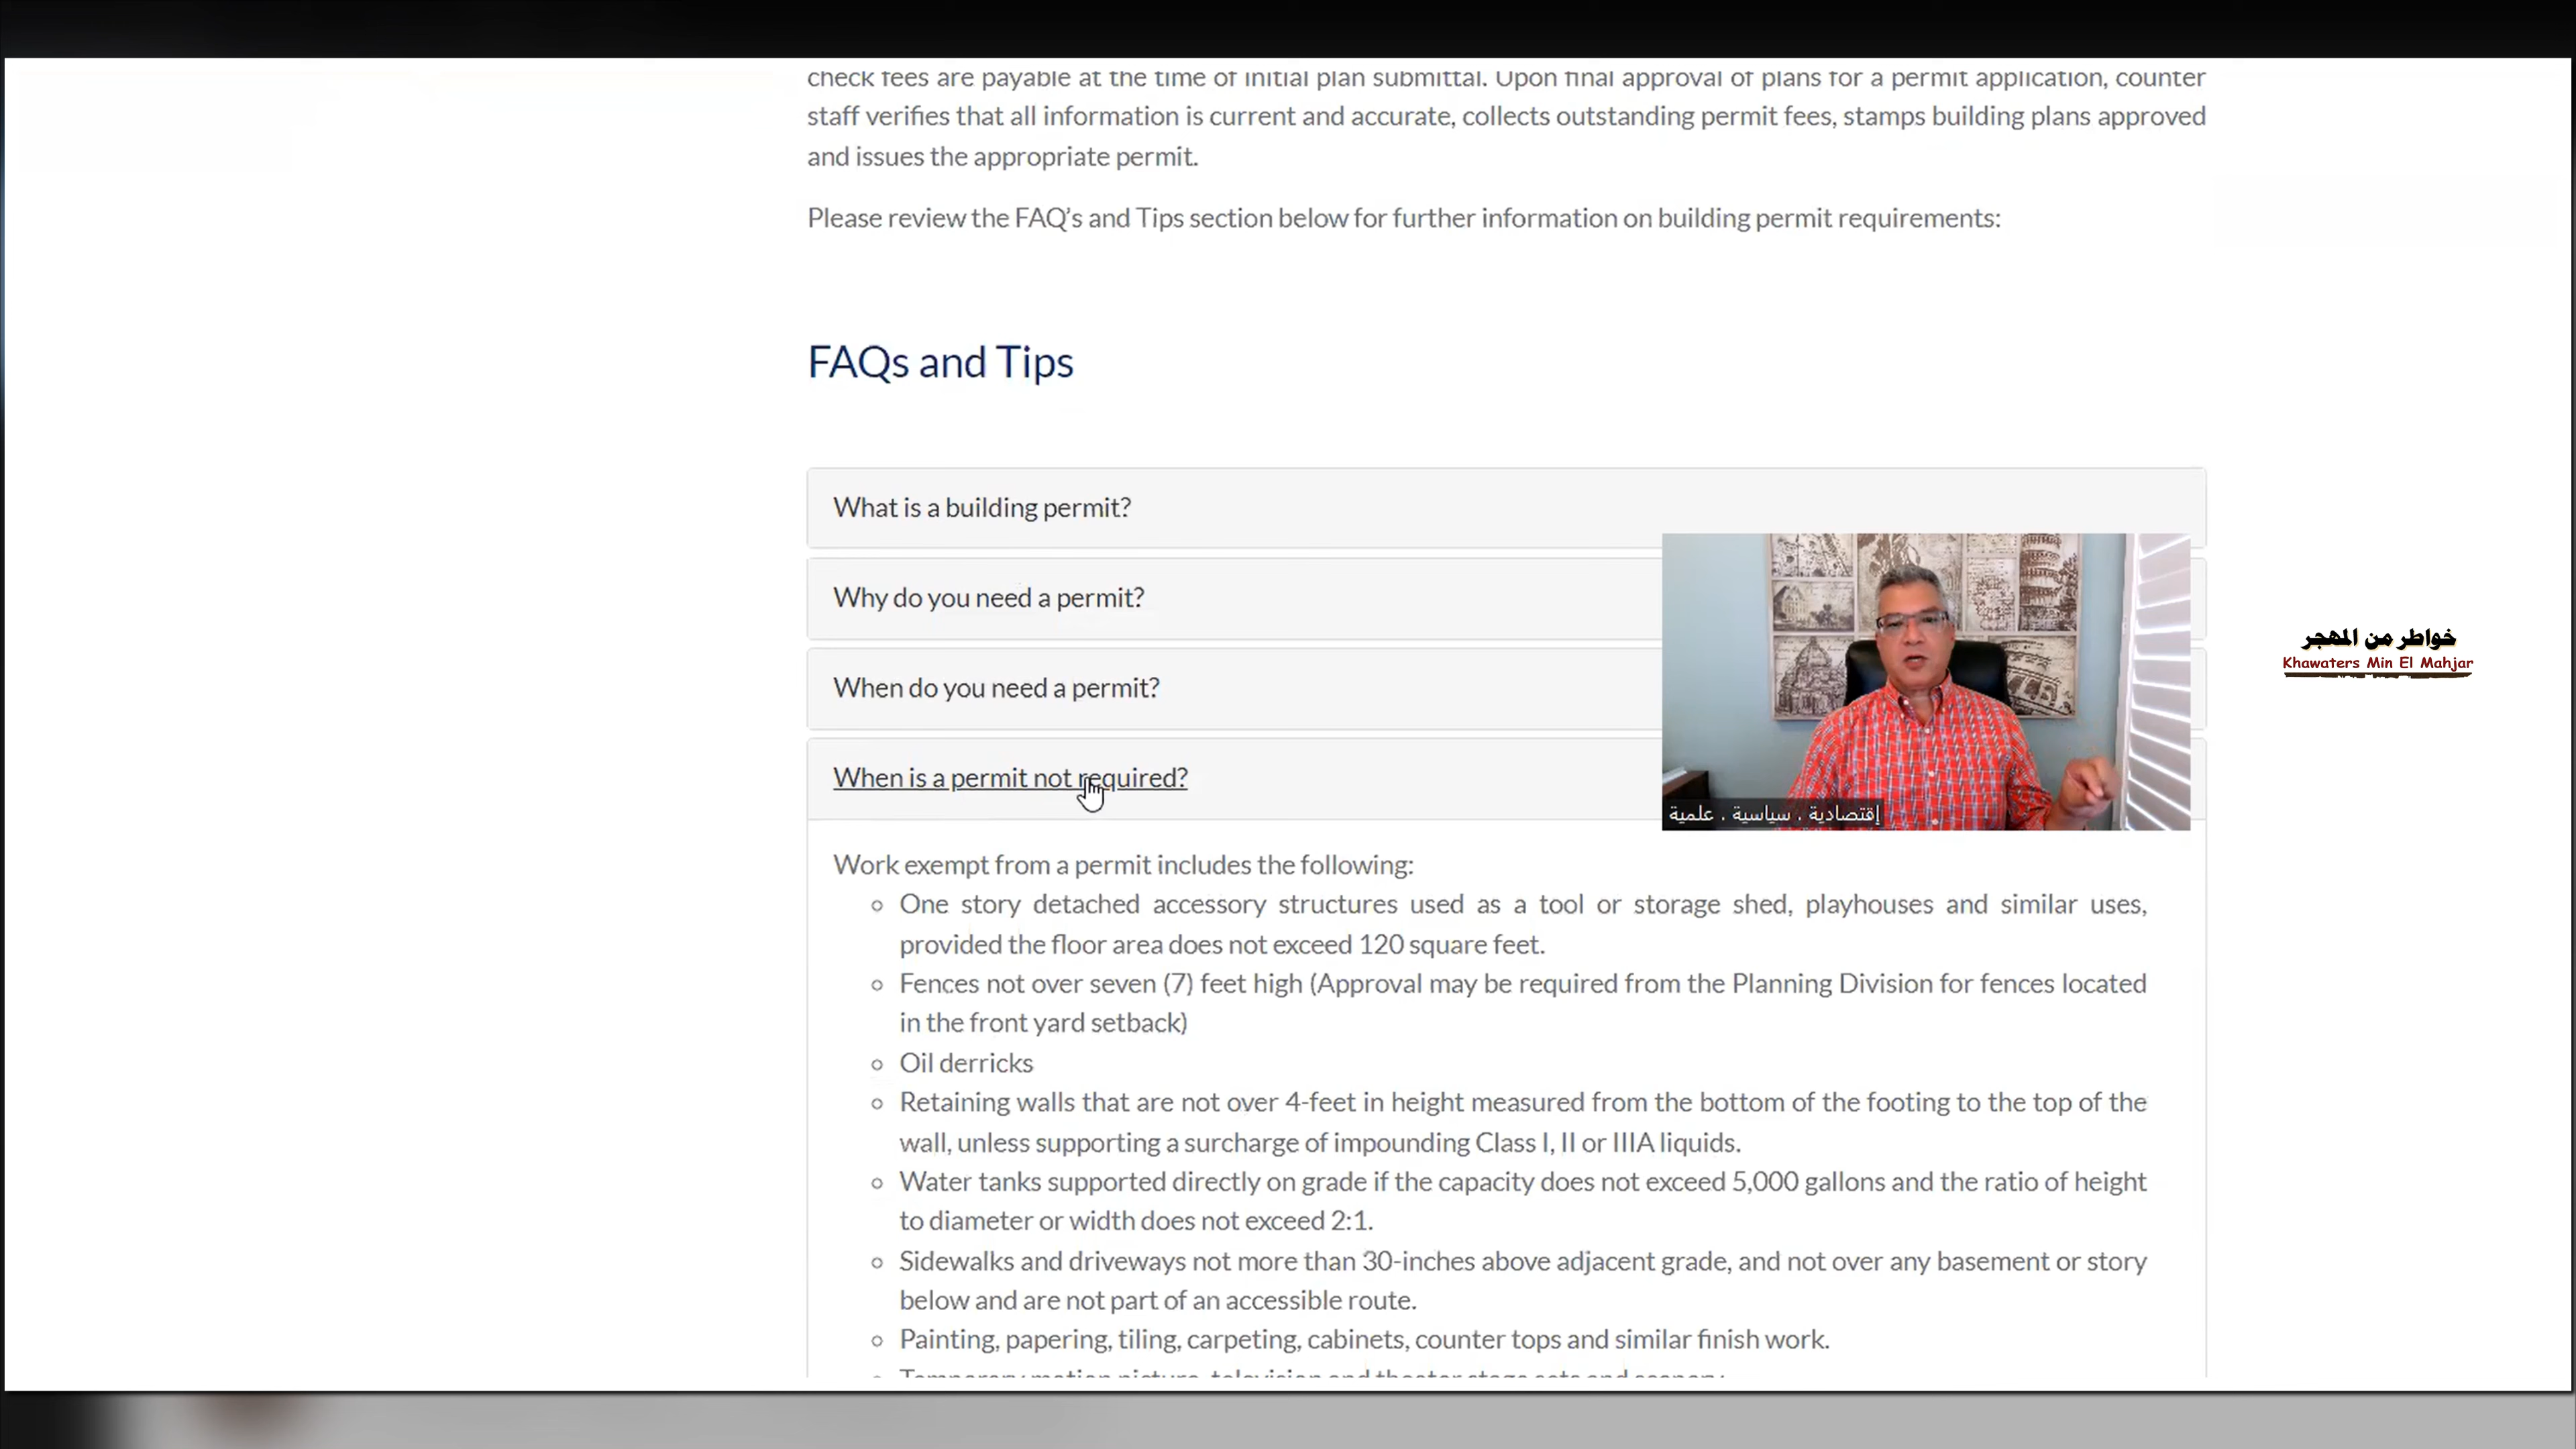 check fees are payable at the time of initial plan submittal. Upon final approval of plans for a permit application, counter
staff verifies that all information is current and accurate, collects outstanding permit fees, stamps building plans approved
and issues the appropriate permit.
Please review the FAQ's and Tips section below for further information on building permit requirements:
FAQs and Tips
What is a building permit?
Why do you need a permit?
When do you need a permit?
When is a permit not required?
إقتصادية . سياسية . علمية
خواطر من المهجر
Khawaters Min El Mahjar
Work exempt from a permit includes the following:
One story detached accessory structures used as a tool or storage shed, playhouses and similar uses,
provided the floor area does not exceed 120 square feet.
Fences not over seven (7) feet high (Approval may be required from the Planning Division for fences located
in the front yard setback)
Oil derricks
Retaining walls that are not over 4-feet in height measured from the bottom of the footing to the top of the
wall, unless supporting a surcharge of impounding Class I, II or IIIA liquids.
Water tanks supported directly on grade if the capacity does not exceed 5,000 gallons and the ratio of height
to diameter or width does not exceed 2:1.
Sidewalks and driveways not more than 30-inches above adjacent grade, and not over any basement or story
below and are not part of an accessible route.
Painting, papering, tiling, carpeting, cabinets, counter tops and similar finish work.
Temporary motion picture, television and theater stage sets and scenery.